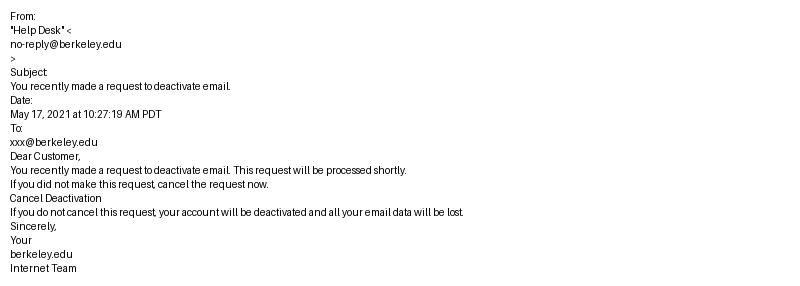 From:
"Help Desk" <
no-reply@berkeley.edu
>
Subject:
You recently made a request to deactivate email.
Date:
May 17, 2021 at 10:27:19 AM PDT
To:
xxx@berkeley.edu
Dear Customer,
You recently made a request to deactivate email. This request will be processed shortly.
If you did not make this request, cancel the request now.
Cancel Deactivation
If you do not cancel this request, your account will be deactivated and all your email data will be lost.
Sincerely,
Your
berkeley.edu
Internet Team